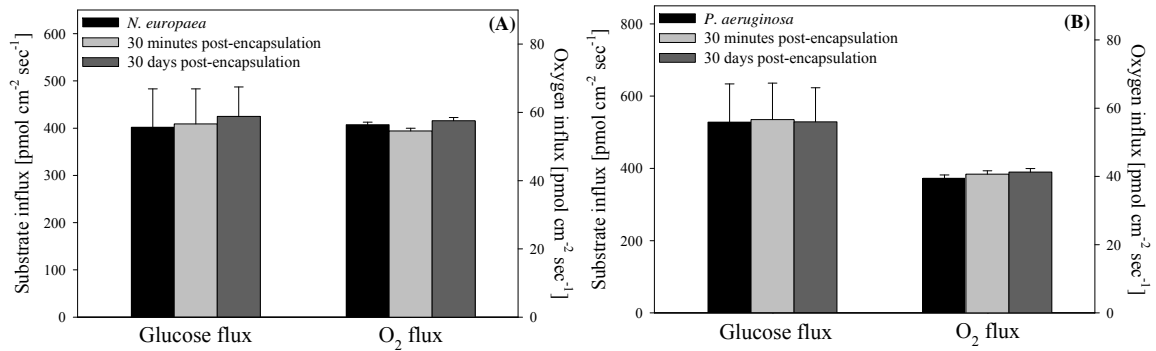 (A)
N. europaea
30 minutes post-encapsulation
30 days post-encapsulation
Substrate influx [pmol cm⁻² sec⁻¹]
600
500
400
300
200
100
0
Oxygen influx [pmol cm⁻² sec⁻¹]
80
60
40
20
0
Glucose flux
O₂ flux
(B)
P. aeruginosa
30 minutes post-encapsulation
30 days post-encapsulation
Substrate influx [pmol cm⁻² sec⁻¹]
800
600
400
200
0
Oxygen influx [pmol cm⁻² sec⁻¹]
80
60
40
20
0
Glucose flux
O₂ flux